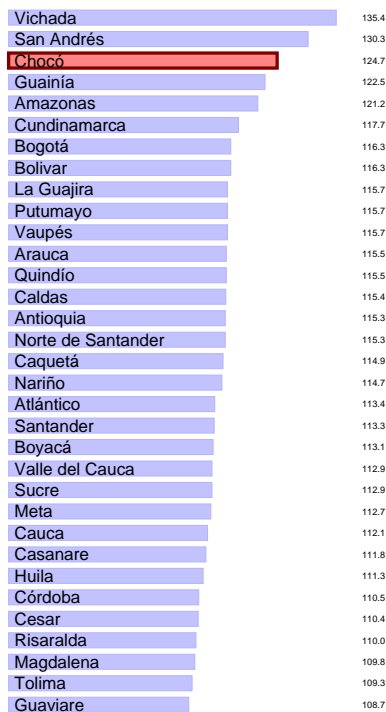 Vichada 135.4
San Andrés 130.3
Chocó 124.7
Guainía 122.5
Amazonas 121.2
Cundinamarca 117.7
Bogotá 116.3
Bolivar 116.3
La Guajira 115.7
Putumayo 115.7
Vaupés 115.7
Arauca 115.5
Quindío 115.5
Caldas 115.4
Antioquia 115.3
Norte de Santander 115.3
Caquetá 114.9
Nariño 114.7
Atlántico 113.4
Santander 113.3
Boyacá 113.1
Valle del Cauca 112.9
Sucre 112.9
Meta 112.7
Cauca 112.1
Casanare 111.8
Huila 111.3
Córdoba 110.5
Cesar 110.4
Risaralda 110.0
Magdalena 109.8
Tolima 109.3
Guaviare 108.7